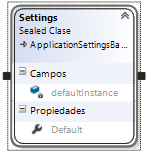 Settings
Sealed Clase
ApplicationSettingsBa...
Campos
defaultInstance
Propiedades
Default